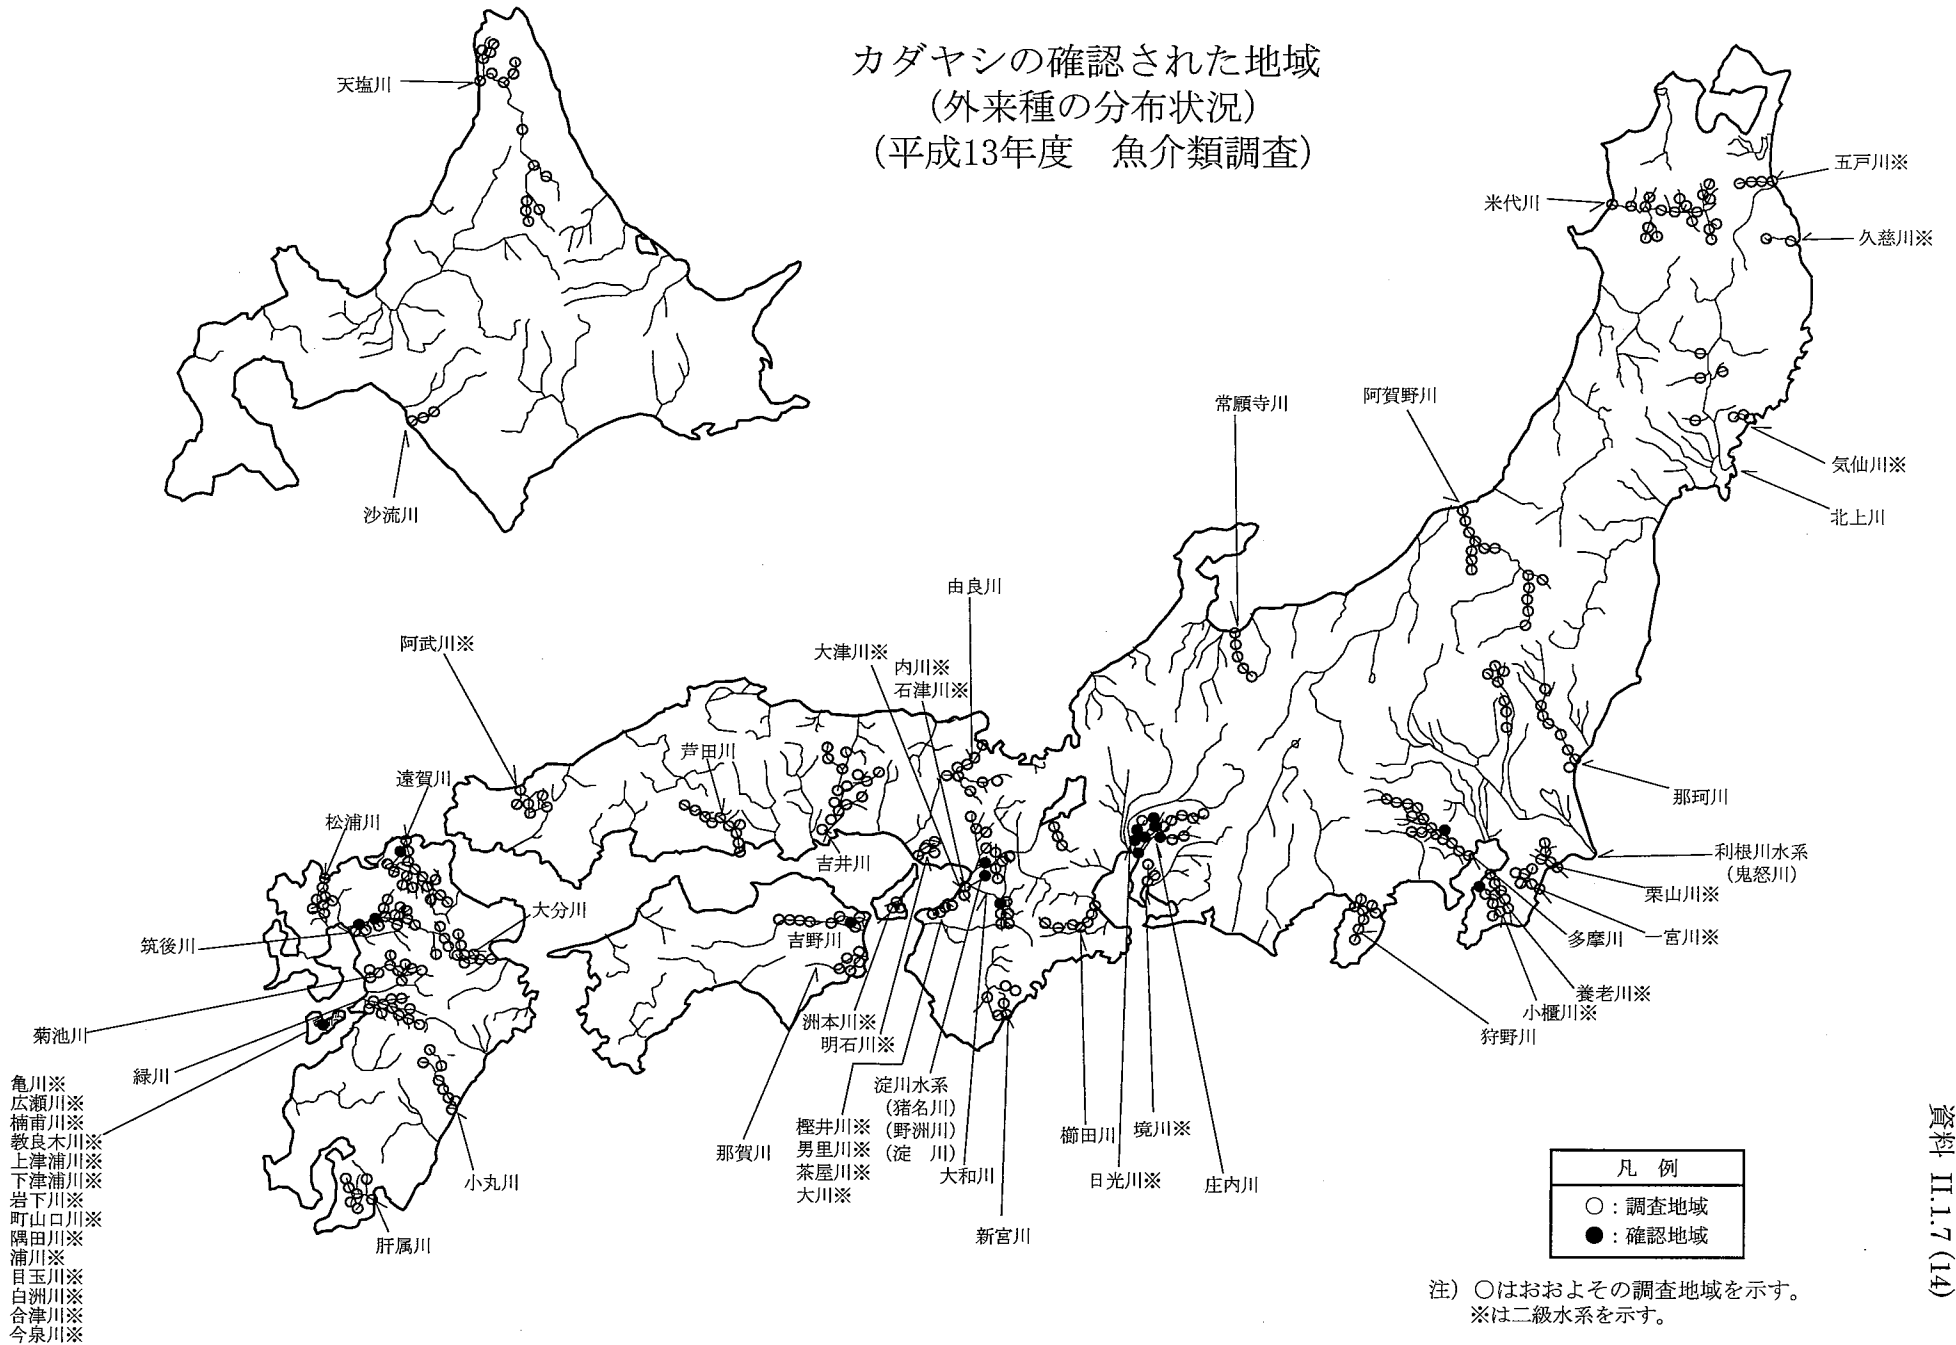 カダヤシの確認された地域
（外来種の分布状況）
（平成13年度　魚介類調査）
天塩川
沙流川
五戸川※
米代川
久慈川※
気仙川※
北上川
阿賀野川
常願寺川
由良川
大津川※
内川※
石津川※
阿武川※
芦田川
遠賀川
松浦川
吉井川
大分川
筑後川
吉野川
菊池川
緑川
亀川※
広瀬川※
楠甫川※
教良木川※
上津浦川※
下津浦川※
岩下川※
町山口川※
隅田川※
浦川※
目玉川※
白洲川※
合津川※
今泉川※
小丸川
肝属川
那賀川
洲本川※
明石川※
樫井川※
男里川※
茶屋川※
大川※
淀川水系
（猪名川）
（野洲川）
（淀　川）
大和川
新宮川
櫛田川
境川※
日光川※
庄内川
狩野川
小櫃川※
養老川※
多摩川
一宮川※
栗山川※
利根川水系
（鬼怒川）
那珂川
凡　例
○：調査地域
●：確認地域
注）○はおおよその調査地域を示す。
※は二級水系を示す。
資料 II.1.7 (14)